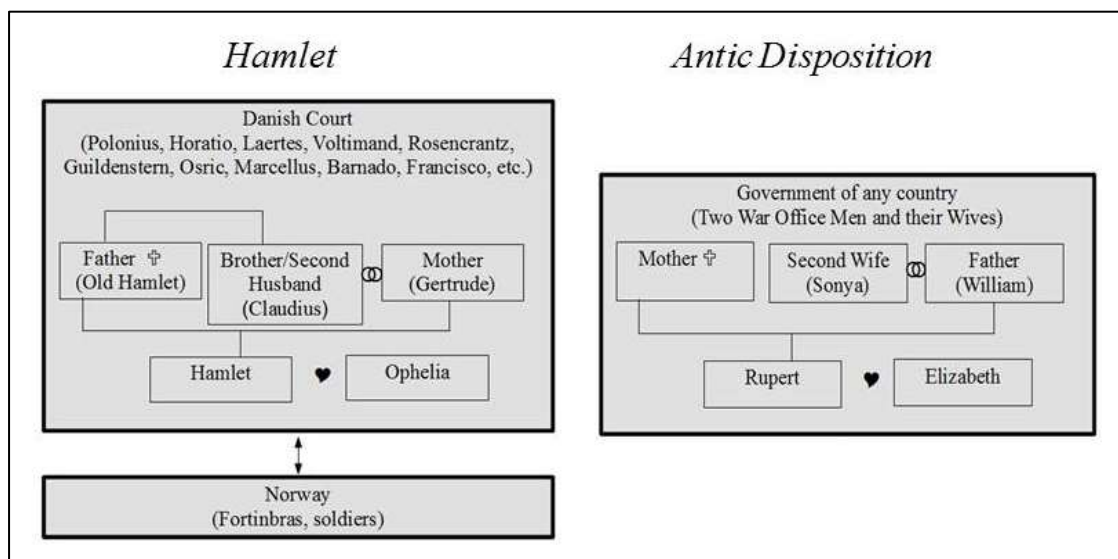 Hamlet
Antic Disposition
Danish Court
(Polonius, Horatio, Laertes, Voltimand, Rosencrantz,
Guildenstern, Osric, Marcellus, Barnado, Francisco, etc.)
Father ✞
(Old Hamlet)
Brother/Second
Husband
(Claudius)
Mother
(Gertrude)
Hamlet
Ophelia
Norway
(Fortinbras, soldiers)
Government of any country
(Two War Office Men and their Wives)
Mother ✞
Second Wife
(Sonya)
Father
(William)
Rupert
Elizabeth